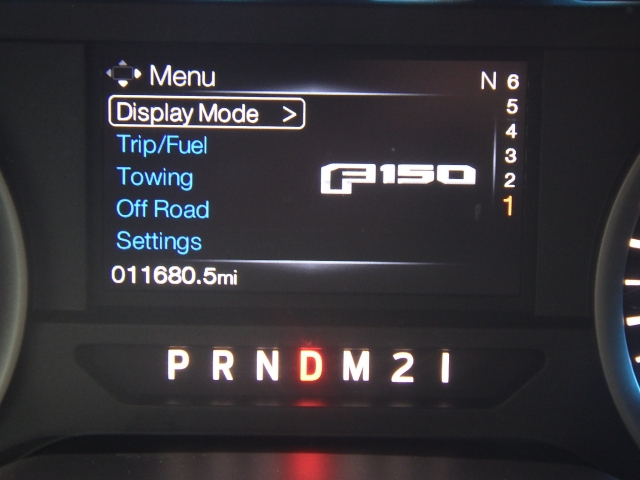 Menu
N 6
Display Mode >
5
4
Trip/Fuel
3
Towing
F150
2
Off Road
1
Settings
011680.5mi
P R N D M 2 1